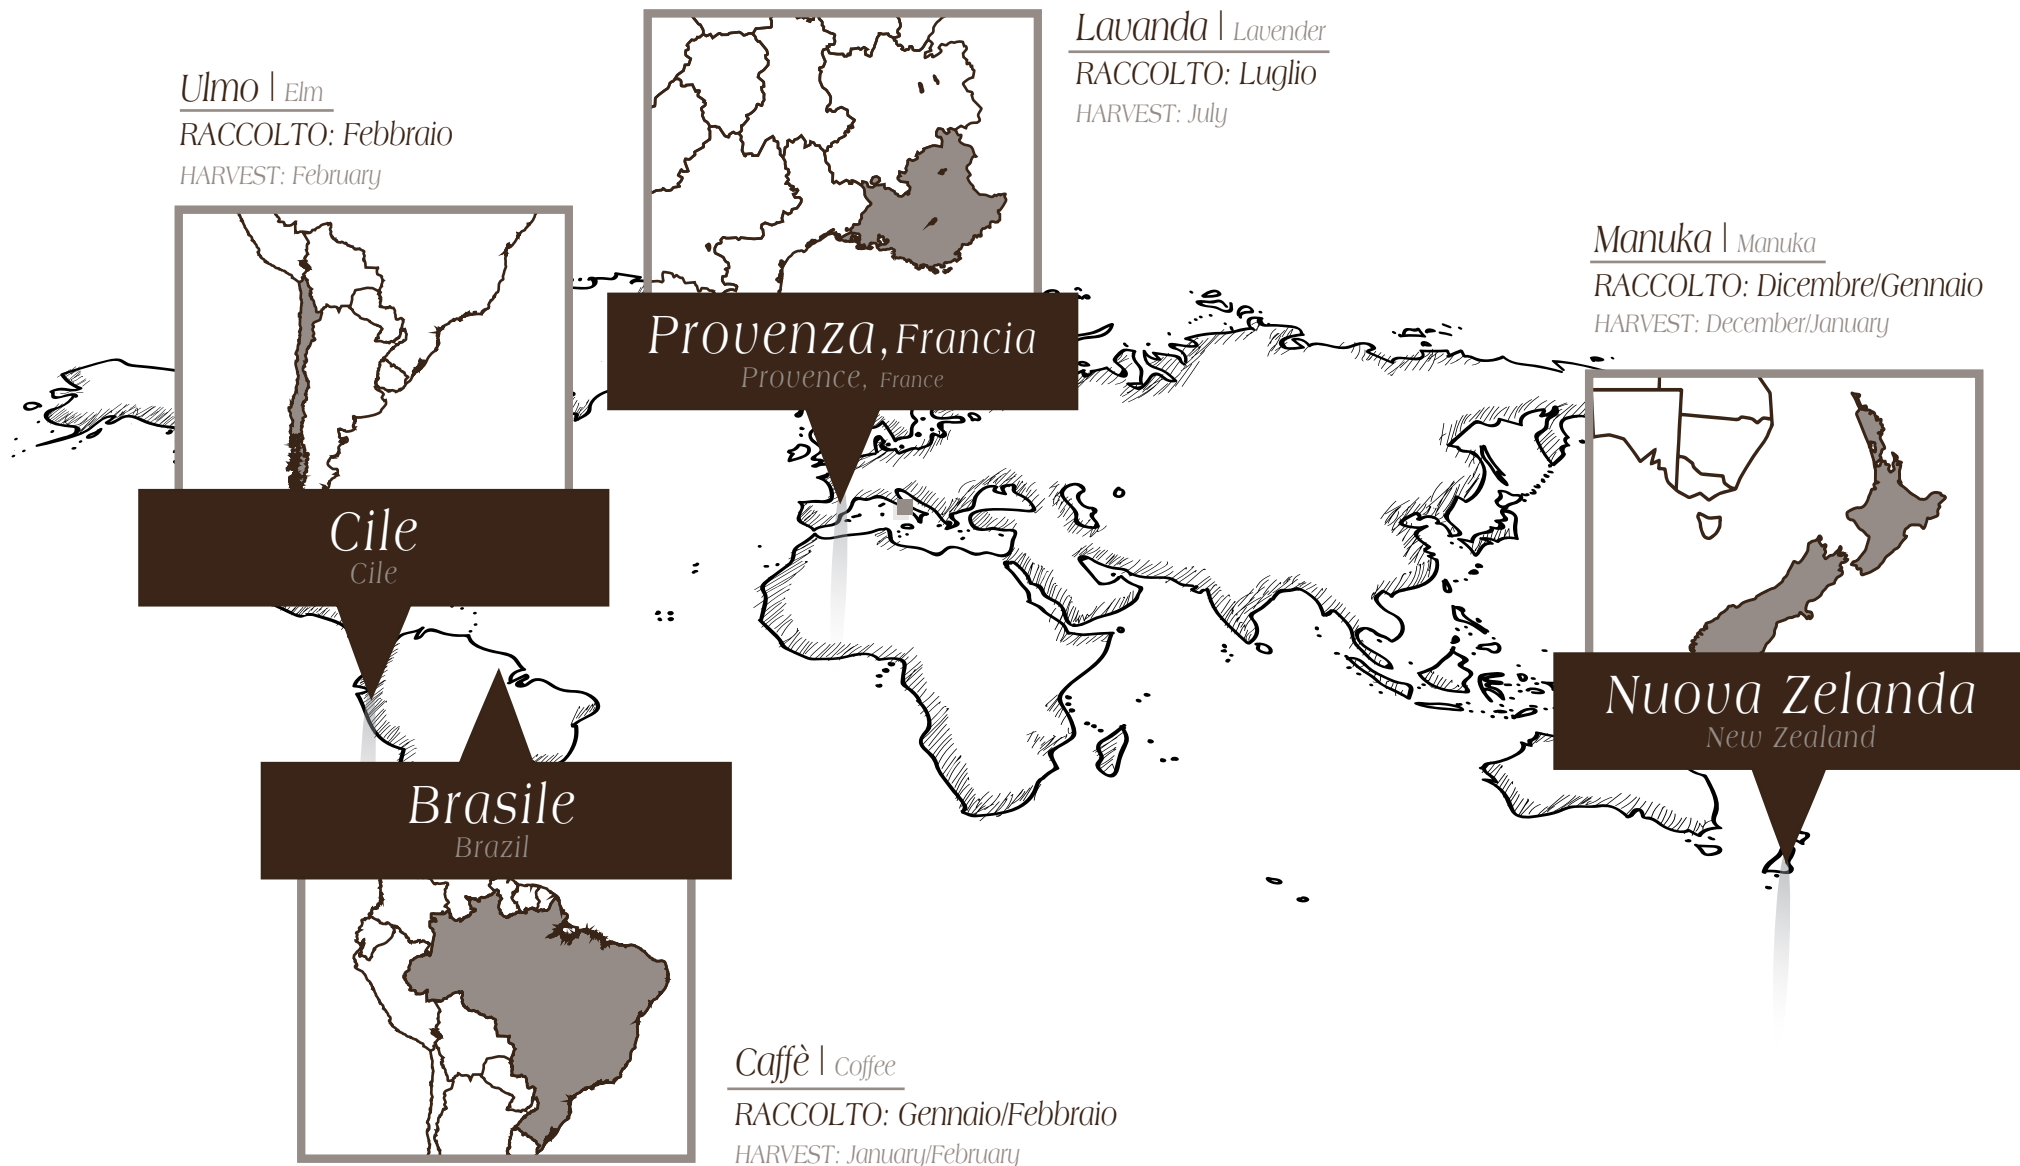 Ulmo | Elm
RACCOLTO: Febbraio
HARVEST: February
Cile
Cile
Lavanda | Lavender
RACCOLTO: Luglio
HARVEST: July
Provenza, Francia
Provence, France
Manuka | Manuka
RACCOLTO: Dicembre/Gennaio
HARVEST: December/January
Nuova Zelanda
New Zealand
Brasile
Brazil
Caffè | Coffee
RACCOLTO: Gennaio/Febbraio
HARVEST: January/February